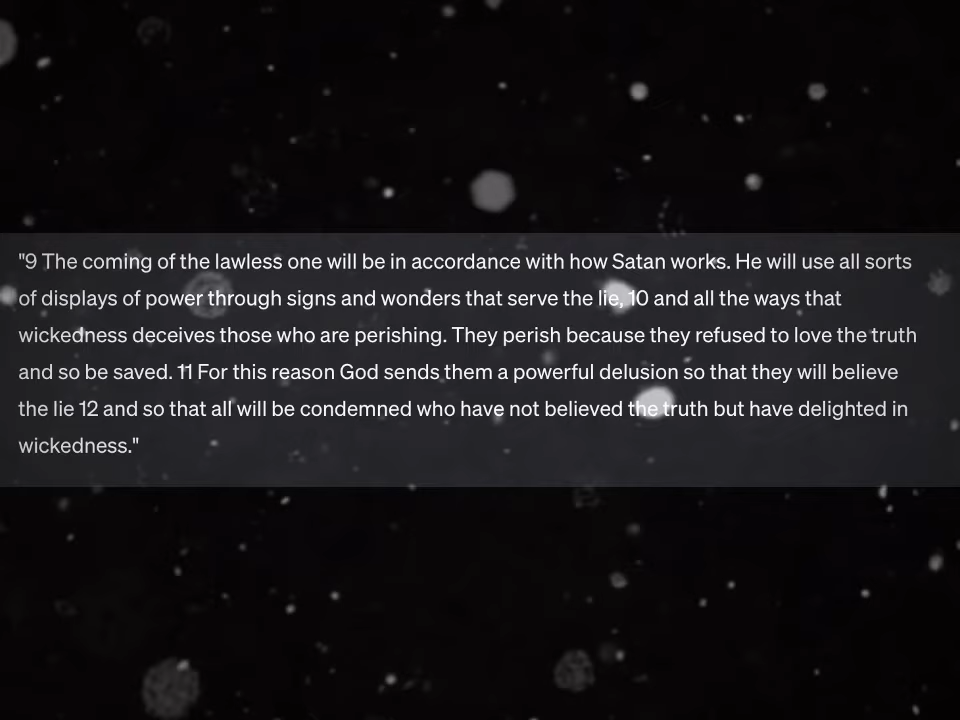 "9 The coming of the lawless one will be in accordance with how Satan works. He will use all sorts
of displays of power through signs and wonders that serve the lie, 10 and all the ways that
wickedness deceives those who are perishing. They perish because they refused to love the truth
and so be saved. 11 For this reason God sends them a powerful delusion so that they will believe
the lie 12 and so that all will be condemned who have not believed the truth but have delighted in
wickedness."